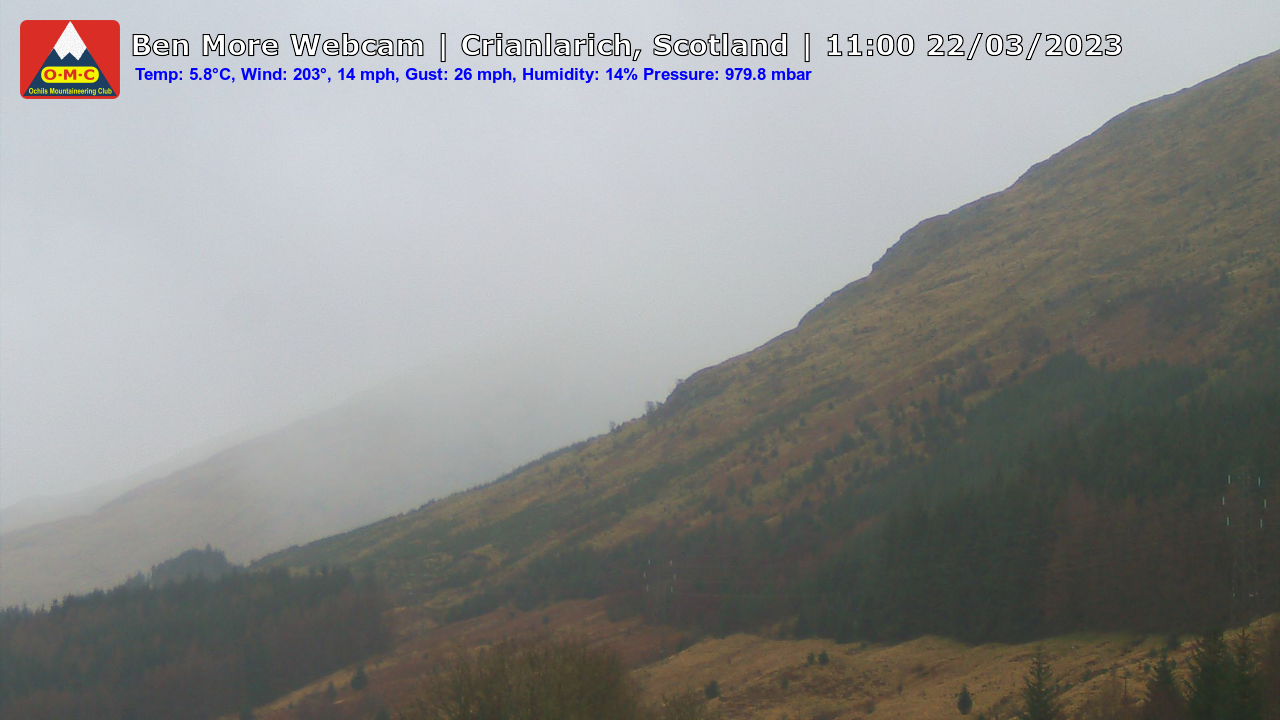 Ben More Webcam | Crianlarich, Scotland | 11:00 22/03/2023
Temp: 5.8°C, Wind: 203°, 14 mph, Gust: 26 mph, Humidity: 14% Pressure: 979.8 mbar
O·M·C
Ochils Mountaineering Club